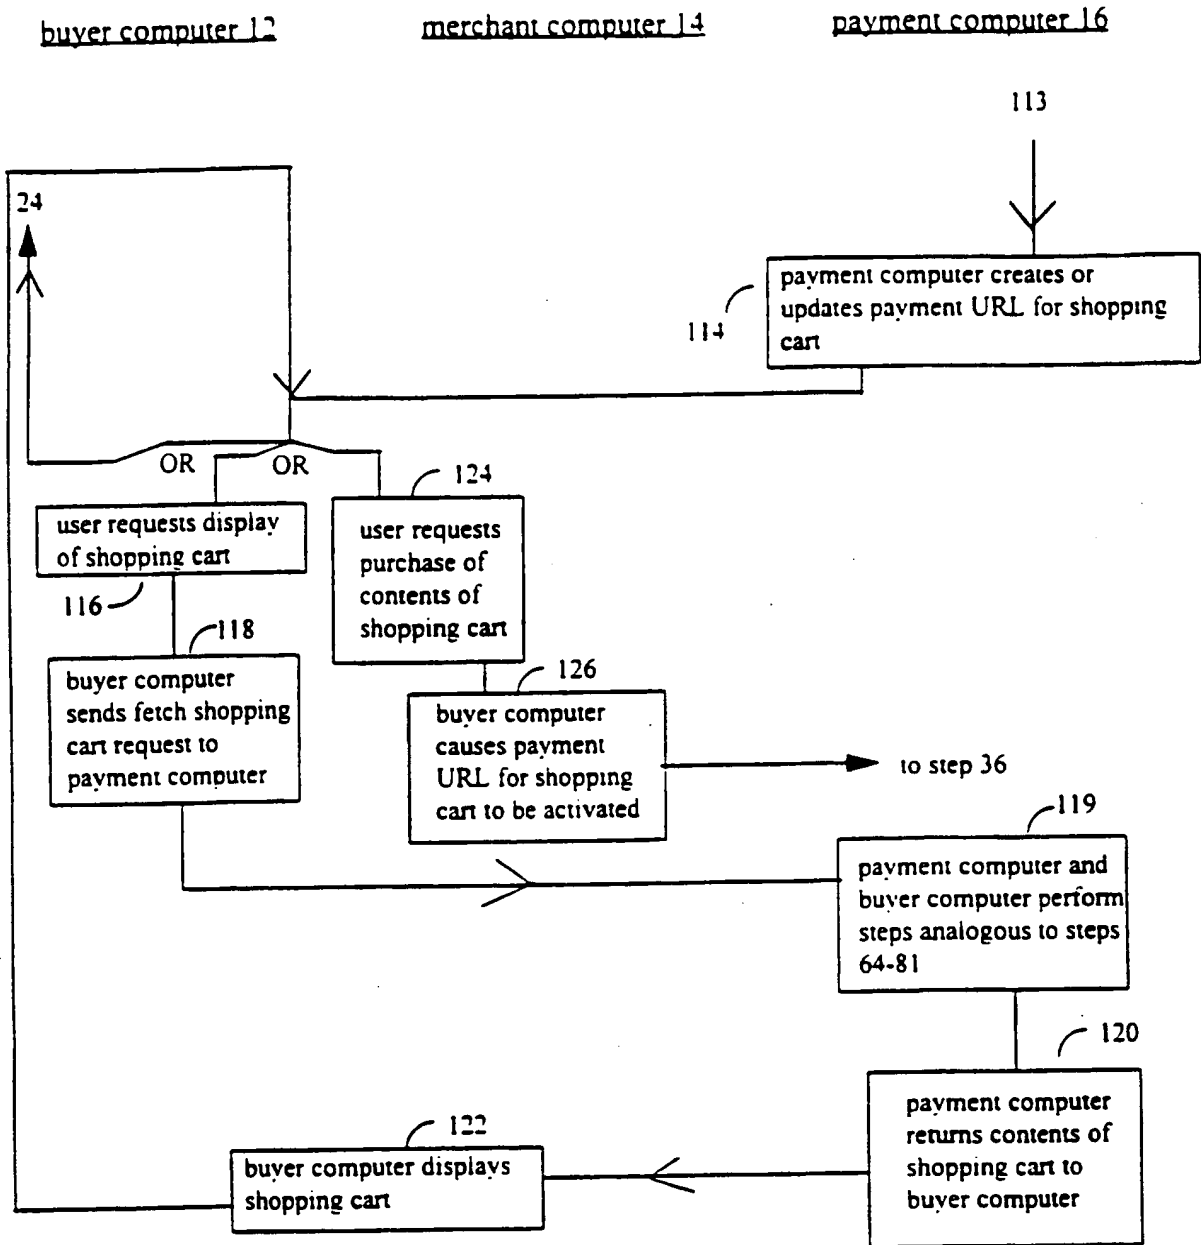 buyer computer 12
merchant computer 14
payment computer 16
113
24
payment computer creates or
updates payment URL for shopping
cart
114
OR
OR
124
user requests display
of shopping cart
116
user requests
purchase of
contents of
shopping cart
118
buyer computer
sends fetch shopping
cart request to
payment computer
126
buyer computer
causes payment
URL for shopping
cart to be activated
to step 36
119
payment computer and
buyer computer perform
steps analogous to steps
64-81
120
payment computer
returns contents of
shopping cart to
buyer computer
122
buyer computer displays
shopping cart